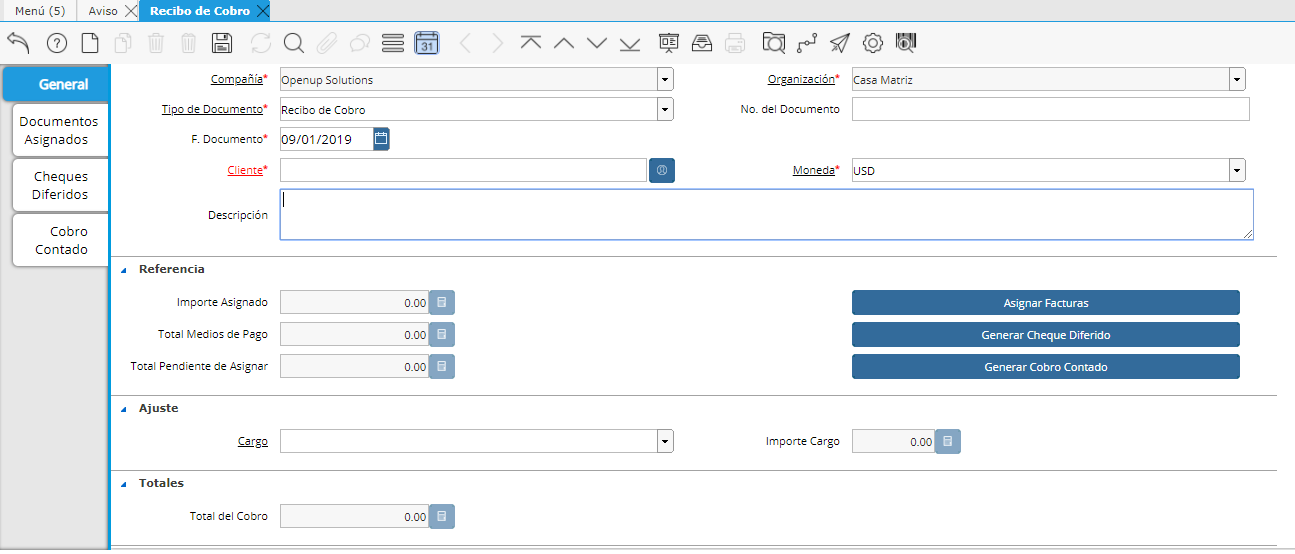 Menú (5) Aviso Recibo de Cobro
31
General
Documentos
Asignados
Cheques
Diferidos
Cobro
Contado
Compañía* Openup Solutions Organización* Casa Matriz
Tipo de Documento* Recibo de Cobro No. del Documento
F. Documento* 09/01/2019
Cliente* Moneda* USD
Descripción
Referencia
Importe Asignado 0.00 Asignar Facturas
Total Medios de Pago 0.00 Generar Cheque Diferido
Total Pendiente de Asignar 0.00 Generar Cobro Contado
Ajuste
Cargo Importe Cargo 0.00
Totales
Total del Cobro 0.00